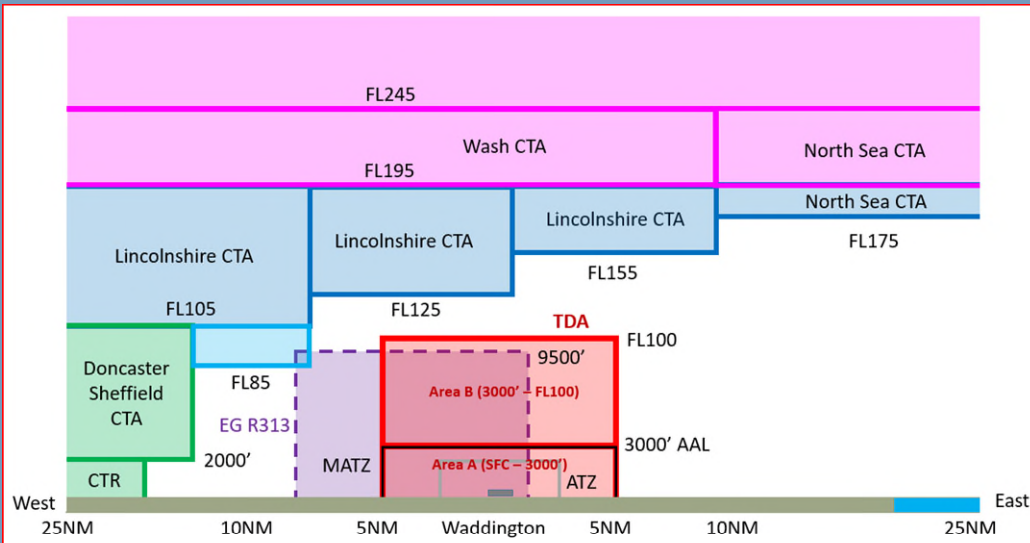 FL245
Wash CTA
North Sea CTA
FL195
North Sea CTA
Lincolnshire CTA
Lincolnshire CTA
Lincolnshire CTA
FL175
FL155
FL105
FL125
TDA
FL100
9500’
Doncaster
Sheffield
CTA
FL85
Area B (3000’ – FL100)
EG R313
3000’ AAL
2000’
MATZ
Area A (SFC – 3000’)
CTR
ATZ
West
East
25NM
10NM
5NM
Waddington
5NM
10NM
25NM